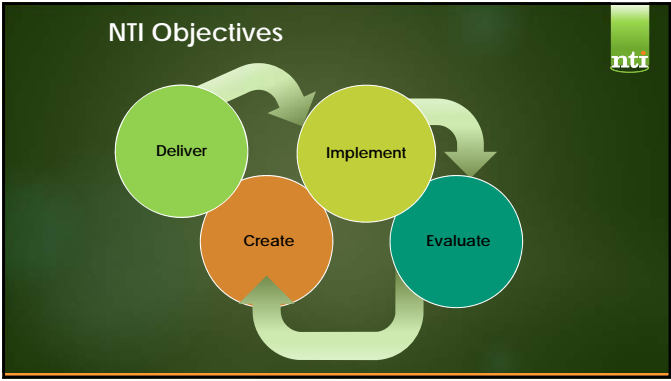 NTI Objectives
nti
Deliver
Implement
Create
Evaluate